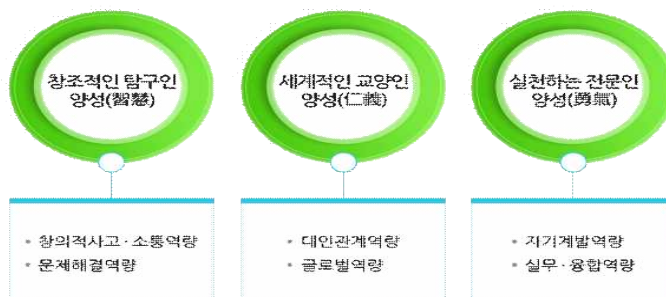 창조적인 탐구인
양성(智慧)
세계적인 교양인
양성(仁義)
실천하는 전문인
양성(勇氣)
• 창의적사고 · 소통역량
• 문제해결역량
• 대인관계역량
• 글로벌역량
• 자기계발역량
• 실무 · 융합역량